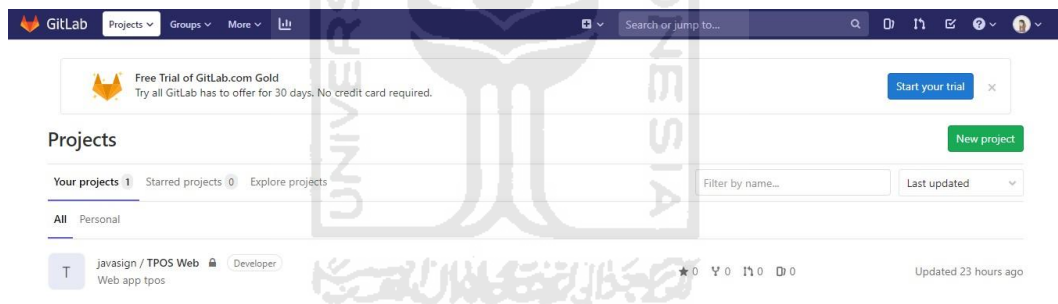 GitLab Projects Groups More Search or jump to...
Free Trial of GitLab.com Gold
Try all GitLab has to offer for 30 days. No credit card required.
Start your trial
Projects
New project
Your projects 1 Starred projects 0 Explore projects Filter by name... Last updated
All Personal
T
javasign / TPOS Web Developer
Web app tpos
0 0 0 0
Updated 23 hours ago